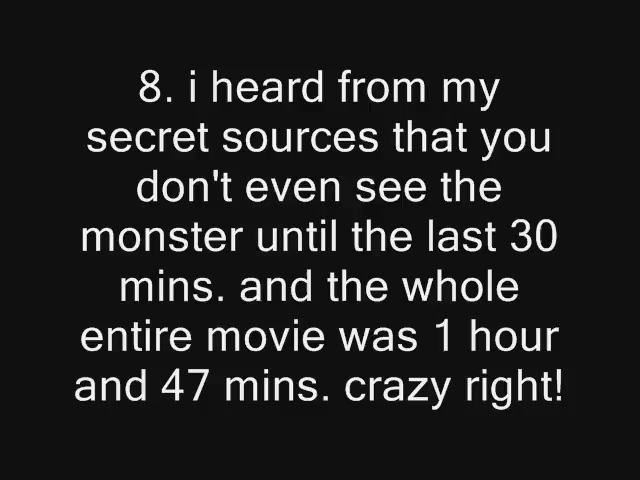 8. i heard from my
secret sources that you
don't even see the
monster until the last 30
mins. and the whole
entire movie was 1 hour
and 47 mins. crazy right!